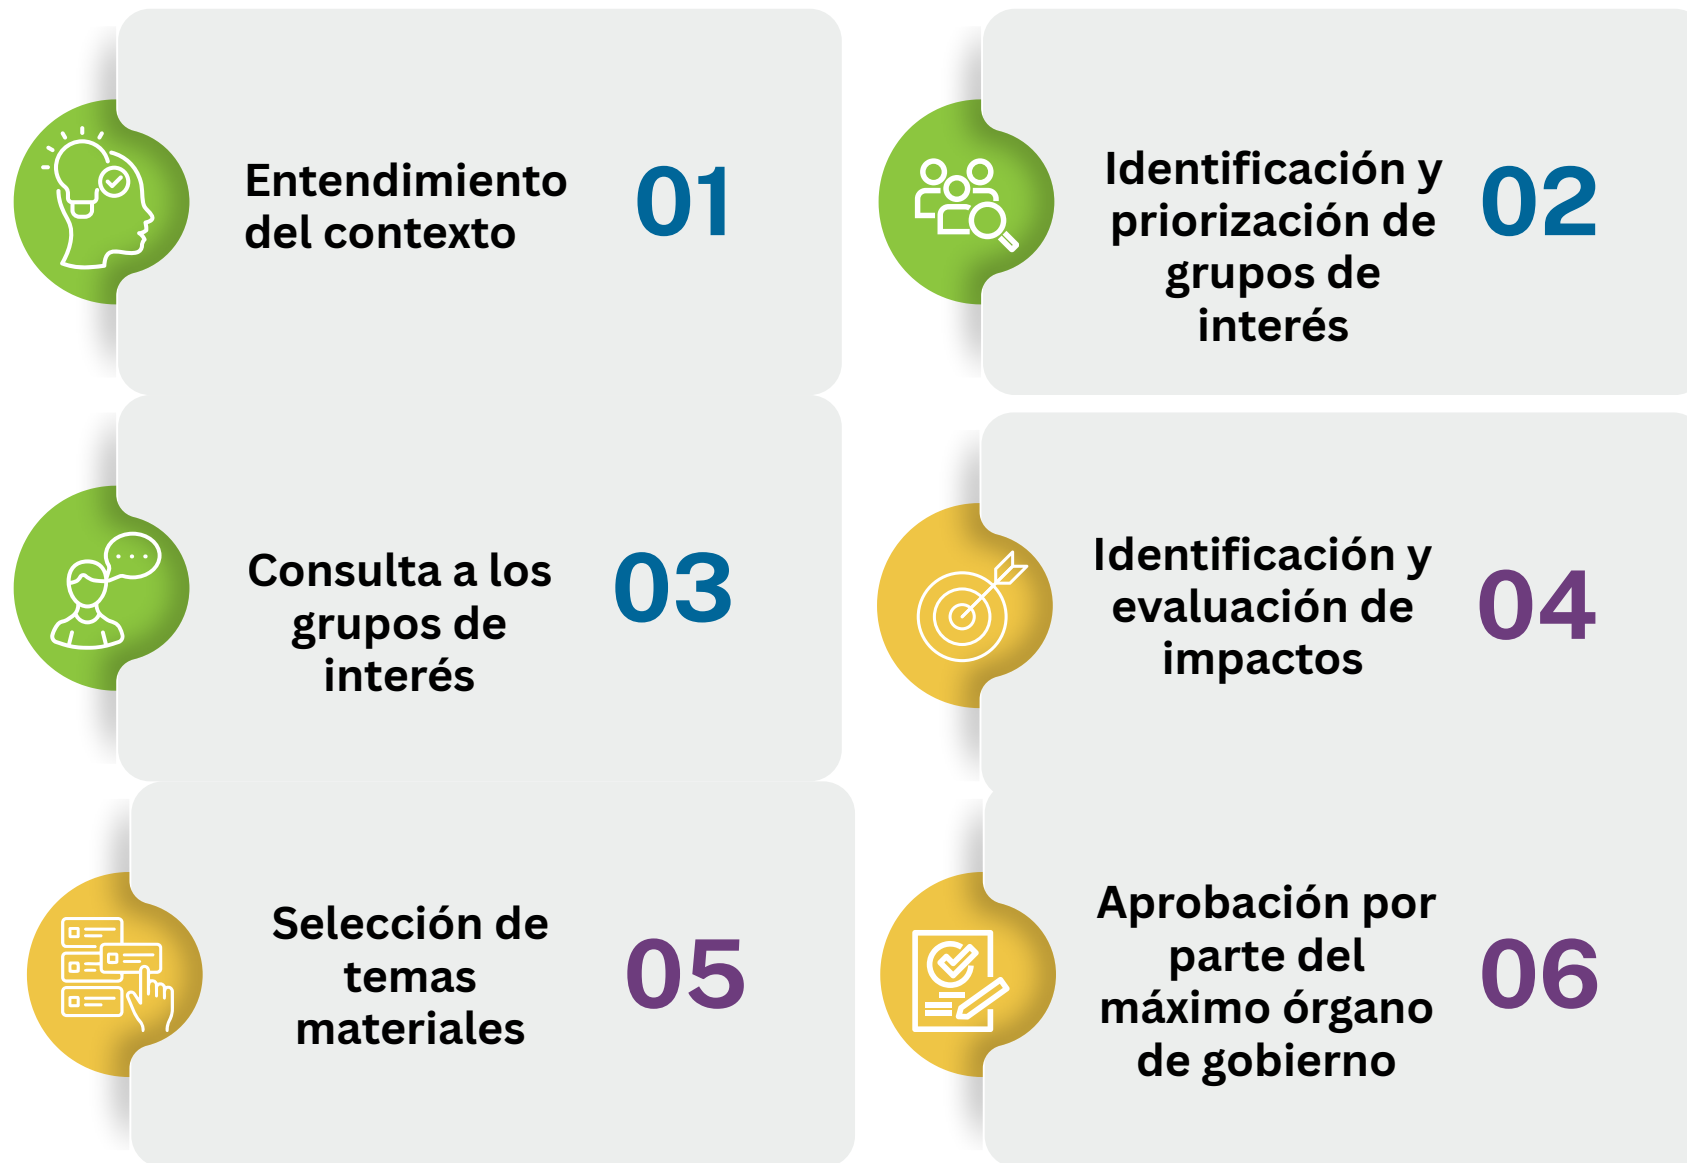 Entendimiento
del contexto
01
Identificación y
priorización de
grupos de
interés
02
Consulta a los
grupos de
interés
03
Identificación y
evaluación de
impactos
04
Selección de
temas
materiales
05
Aprobación por
parte del
máximo órgano
de gobierno
06